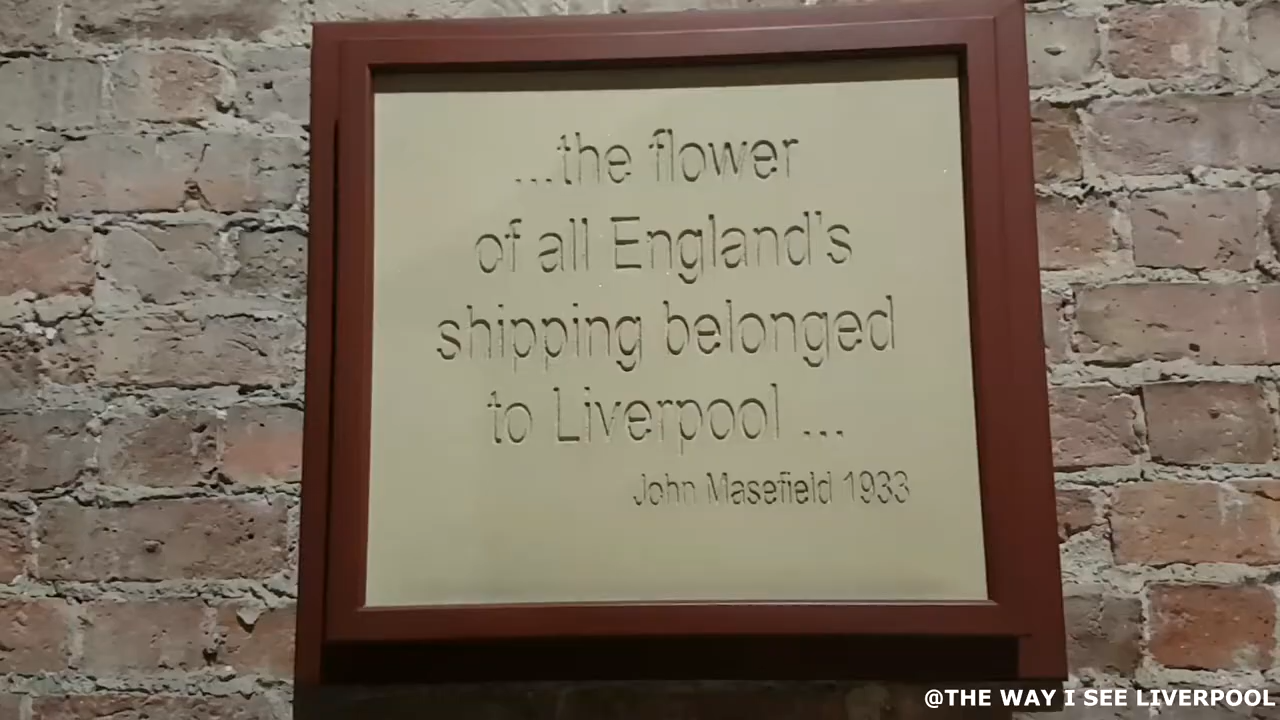 ...the flower
of all England's
shipping belonged
to Liverpool ...
John Masefield 1933
@THE WAY I SEE LIVERPOOL